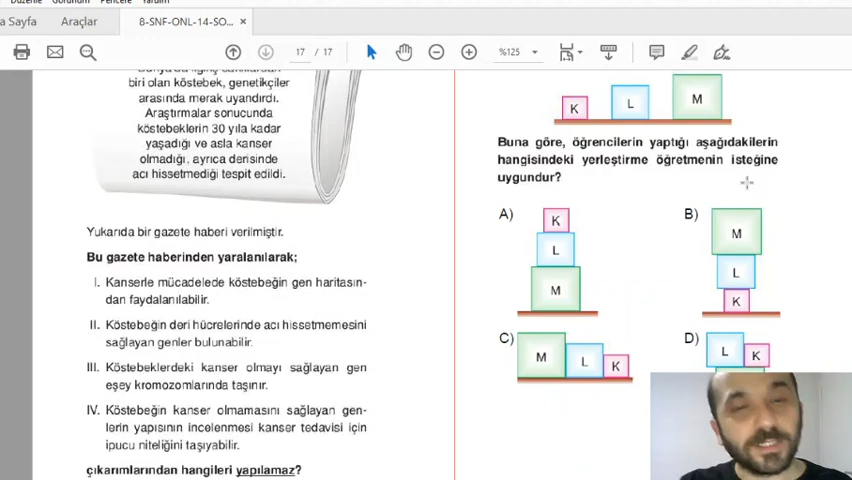 Düzenle Görünüm Pencere Yardım
a Sayfa Araçlar 8-SNF-ONL-14-SO... ×
17 / 17 %125
biri olan köstebek, genetikçiler
arasında merak uyandırdı.
Araştırmalar sonucunda
köstebeklerin 30 yıla kadar
yaşadığı ve asla kanser
olmadığı, ayrıca derisinde
acı hissetmediği tespit edildi.
Yukarıda bir gazete haberi verilmiştir.
Bu gazete haberinden yaralanılarak;
I. Kanserle mücadelede köstebeğin gen haritasın-
dan faydalanılabilir.
II. Köstebeğin deri hücrelerinde acı hissetmemesini
sağlayan genler bulunabilir.
III. Köstebeklerdeki kanser olmayı sağlayan gen
eşey kromozomlarında taşınır.
IV. Köstebeğin kanser olmamasını sağlayan gen-
lerin yapısının incelenmesi kanser tedavisi için
ipucu niteliğini taşıyabilir.
çıkarımlarından hangileri yapılamaz?
K L M
Buna göre, öğrencilerin yaptığı aşağıdakilerin
hangisindeki yerleştirme öğretmenin isteğine
uygundur?
A)
K
L
M
B)
M
L
K
C)
M L K
D)
L K